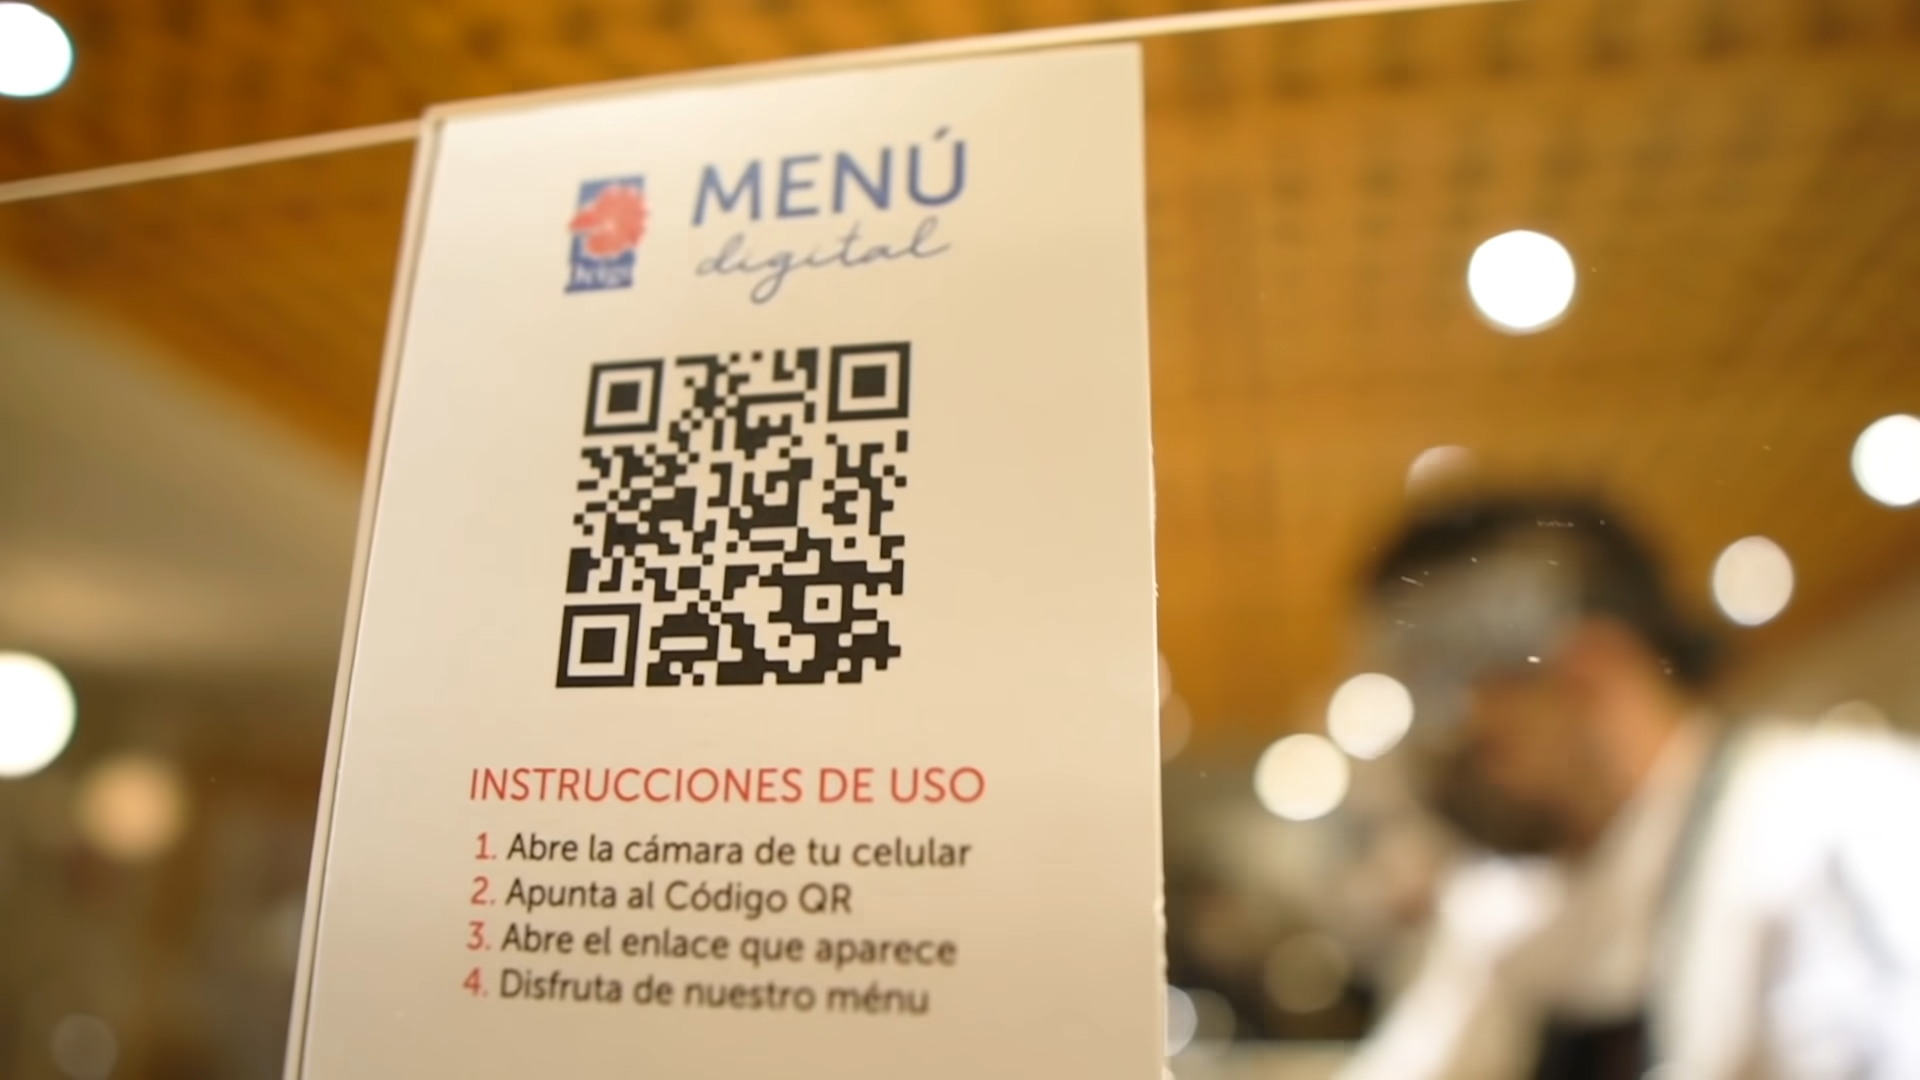 MENÚ
digital
INSTRUCCIONES DE USO
1. Abre la cámara de tu celular
2. Apunta al Código QR
3. Abre el enlace que aparece
4. Disfruta de nuestro ménu